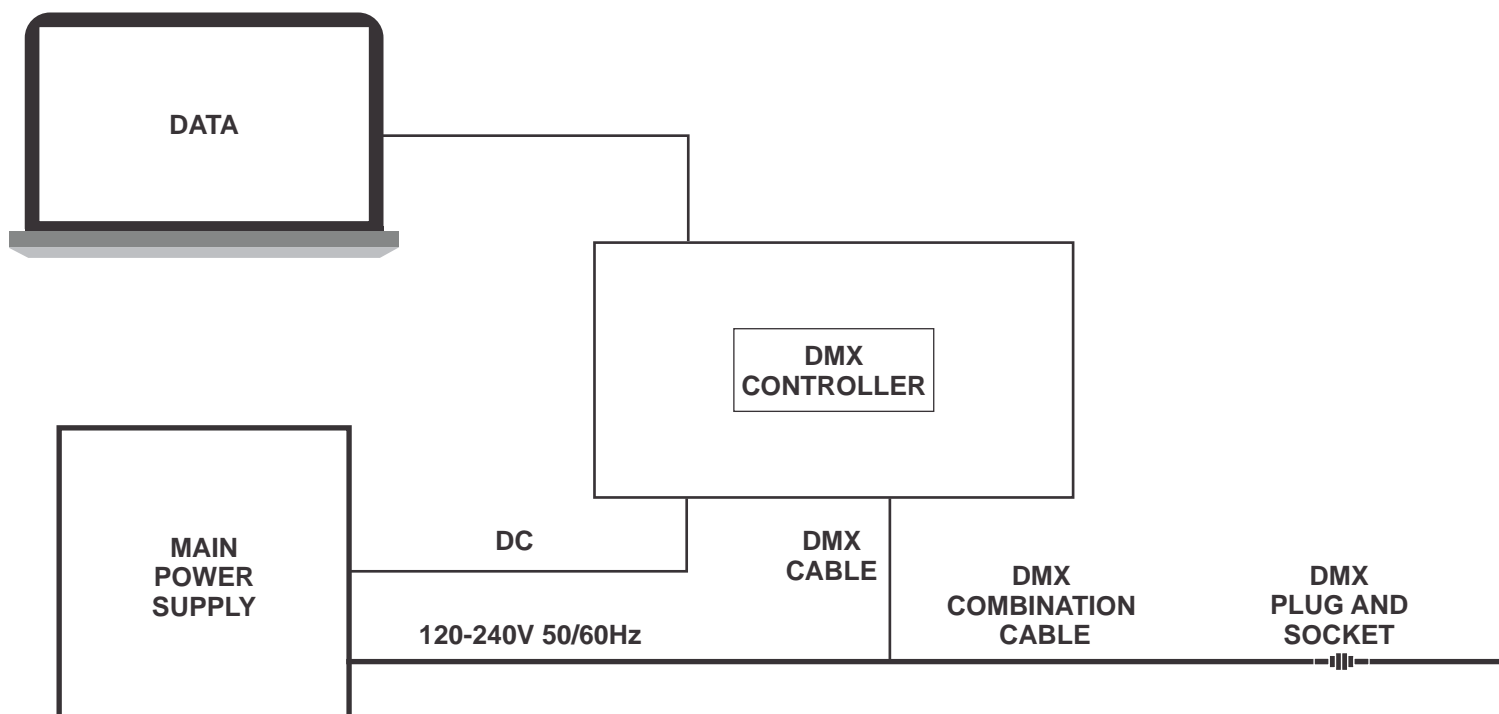 DATA
DMX
CONTROLLER
MAIN
POWER
SUPPLY
DC
DMX
CABLE
120-240V 50/60Hz
DMX
COMBINATION
CABLE
DMX
PLUG AND
SOCKET